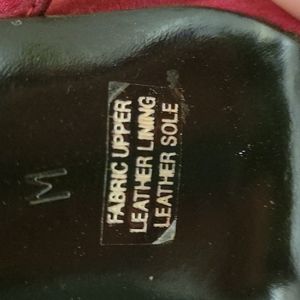 FABRIC UPPER
LEATHER LINING
LEATHER SOLE
M